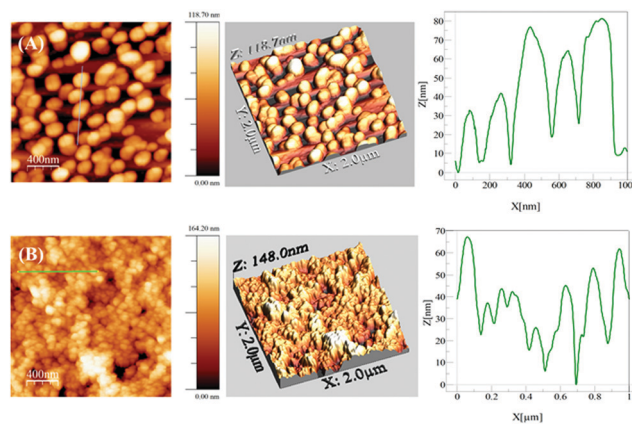 (A)
400nm
118.70 nm
0.00 nm
Z: 118.7nm
Y: 2.0µm
X: 2.0µm
80
70
60
50
40
30
20
10
0
Z[nm]
0
200
400
600
800
1000
X[nm]
(B)
400nm
164.20 nm
0.00 nm
Z: 148.0nm
Y: 2.0µm
X: 2.0µm
70
60
50
40
30
20
10
0
Z[nm]
0
0.2
0.4
0.6
0.8
1
X[µm]